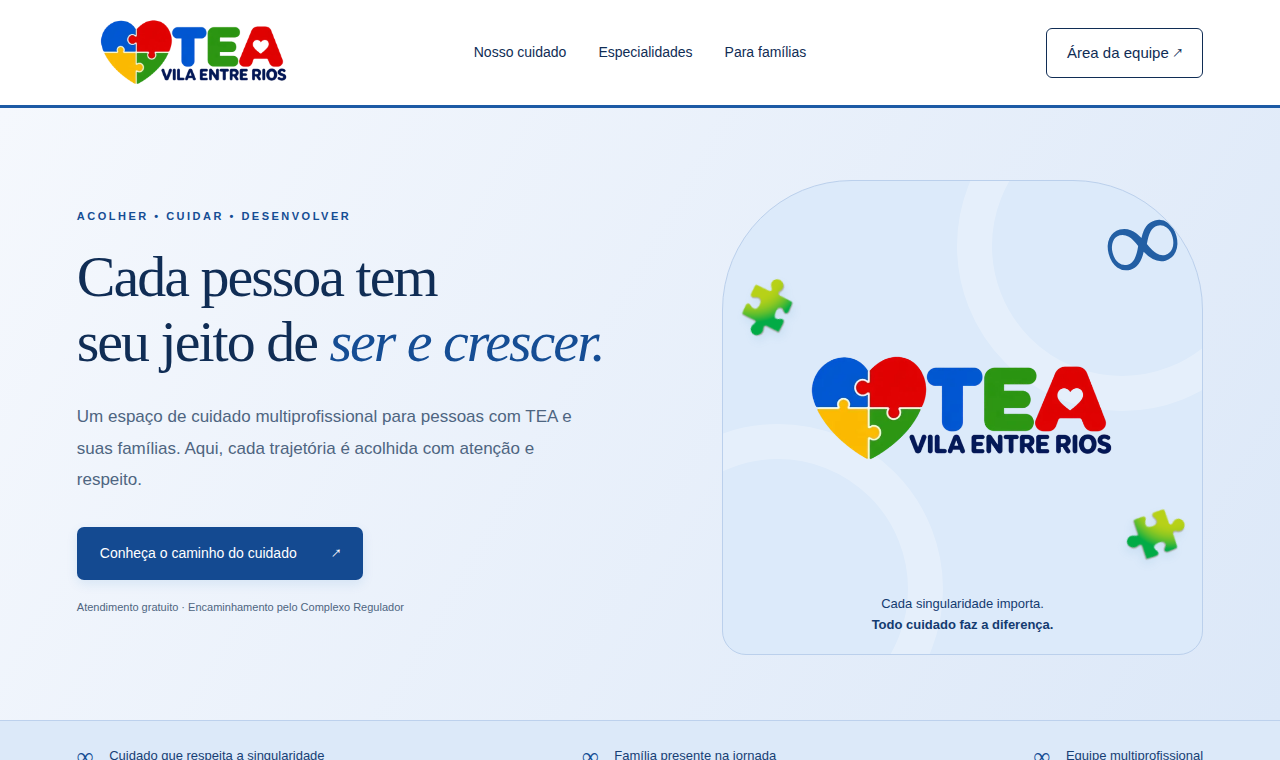 TEA
VILA ENTRE RIOS
Nosso cuidado
Especialidades
Para famílias
Área da equipe ↗
ACOLHER • CUIDAR • DESENVOLVER
Cada pessoa tem
seu jeito de ser e crescer.
Um espaço de cuidado multiprofissional para pessoas com TEA e
suas famílias. Aqui, cada trajetória é acolhida com atenção e
respeito.
Conheça o caminho do cuidado ↗
Atendimento gratuito · Encaminhamento pelo Complexo Regulador
∞
TEA
VILA ENTRE RIOS
Cada singularidade importa.
Todo cuidado faz a diferença.
∞ Cuidado que respeita a singularidade
∞ Família presente na jornada
∞ Equipe multiprofissional